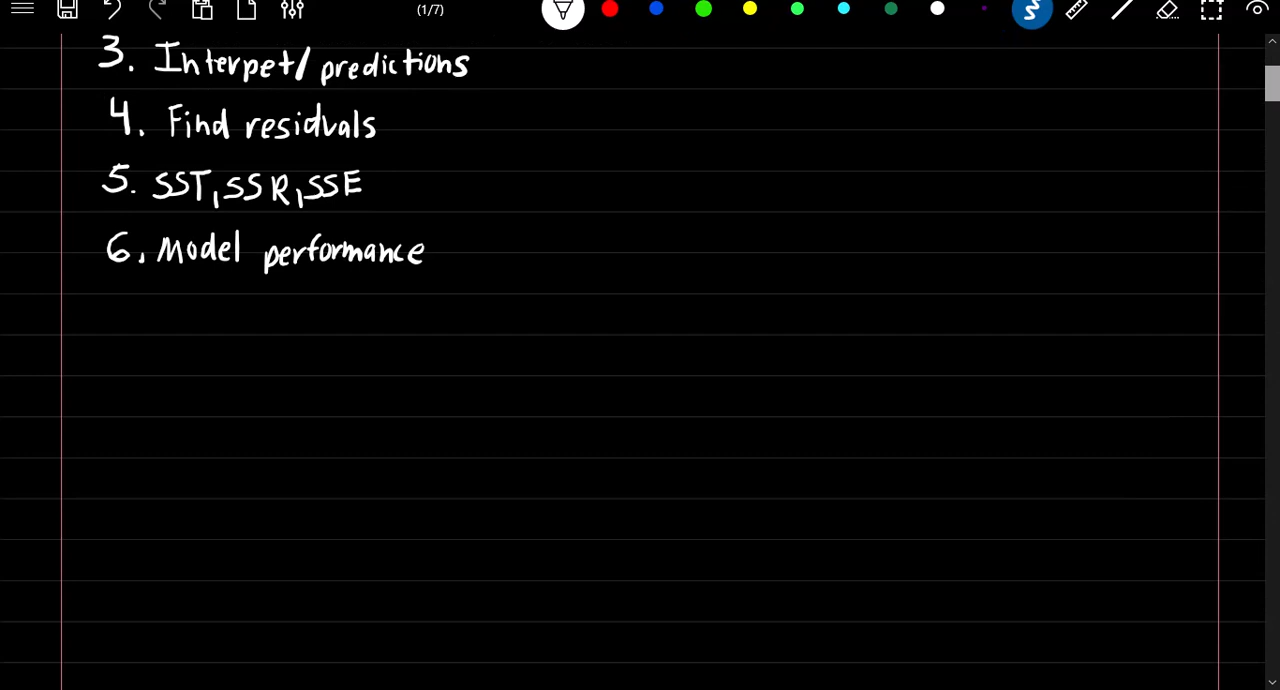 (1/7)
3. Interpet/predictions
4. Find residuals
5. SST, SSR, SSE
6. Model performance